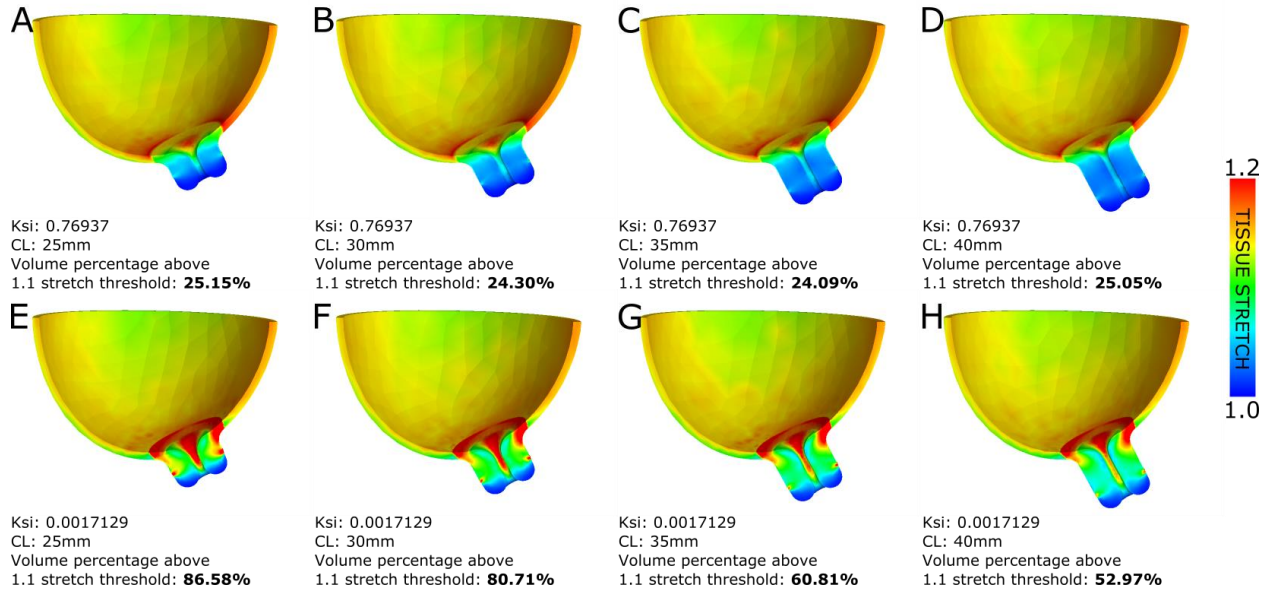 A
B
C
D
Ksi: 0.76937
CL: 25mm
Volume percentage above
1.1 stretch threshold: 25.15%
Ksi: 0.76937
CL: 30mm
Volume percentage above
1.1 stretch threshold: 24.30%
Ksi: 0.76937
CL: 35mm
Volume percentage above
1.1 stretch threshold: 24.09%
Ksi: 0.76937
CL: 40mm
Volume percentage above
1.1 stretch threshold: 25.05%
1.2
TISSUE STRETCH
1.0
E
F
G
H
Ksi: 0.0017129
CL: 25mm
Volume percentage above
1.1 stretch threshold: 86.58%
Ksi: 0.0017129
CL: 30mm
Volume percentage above
1.1 stretch threshold: 80.71%
Ksi: 0.0017129
CL: 35mm
Volume percentage above
1.1 stretch threshold: 60.81%
Ksi: 0.0017129
CL: 40mm
Volume percentage above
1.1 stretch threshold: 52.97%